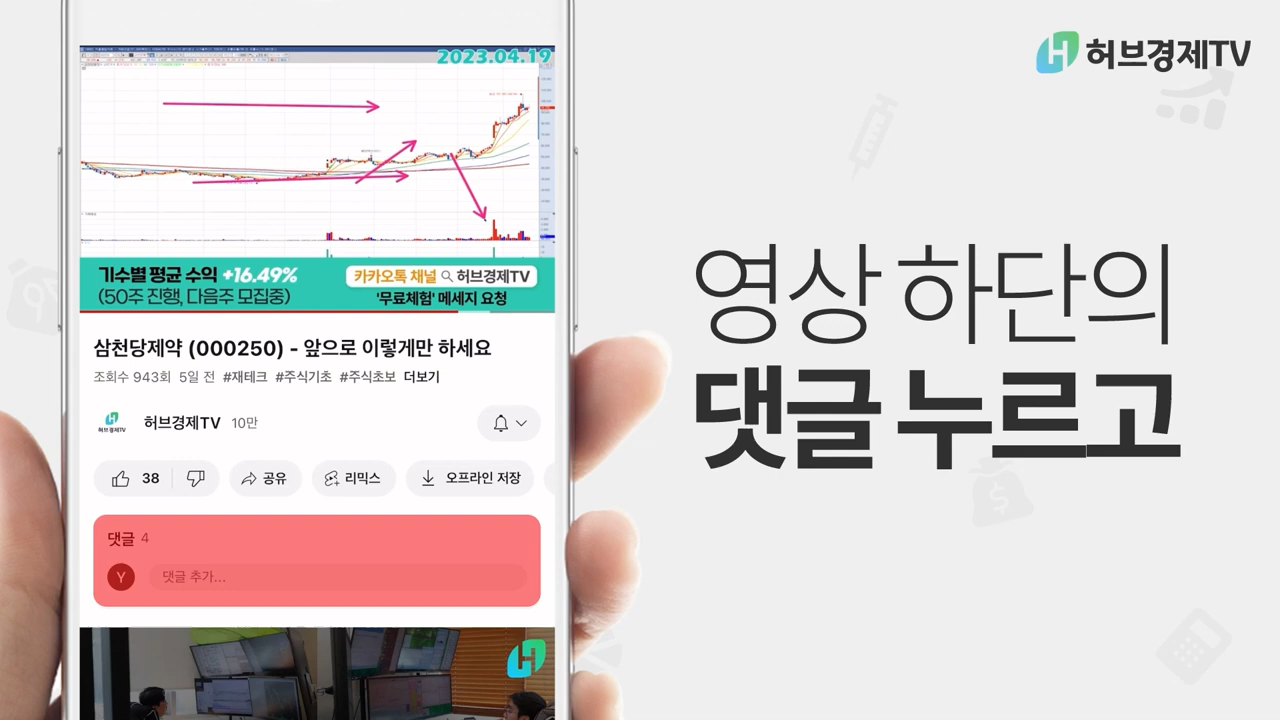 2023.04.19
허브경제TV
기수별 평균 수익 +16.49%
(50주 진행, 다음주 모집중)
카카오톡 채널 허브경제TV
'무료체험' 메세지 요청
삼천당제약 (000250) - 앞으로 이렇게만 하세요
조회수 943회 5일 전 #재테크 #주식기초 #주식초보 더보기
허브경제TV
허브경제TV 10만
38 공유 리믹스 오프라인 저장
댓글 4
Y 댓글 추가...
영상 하단의
댓글 누르고